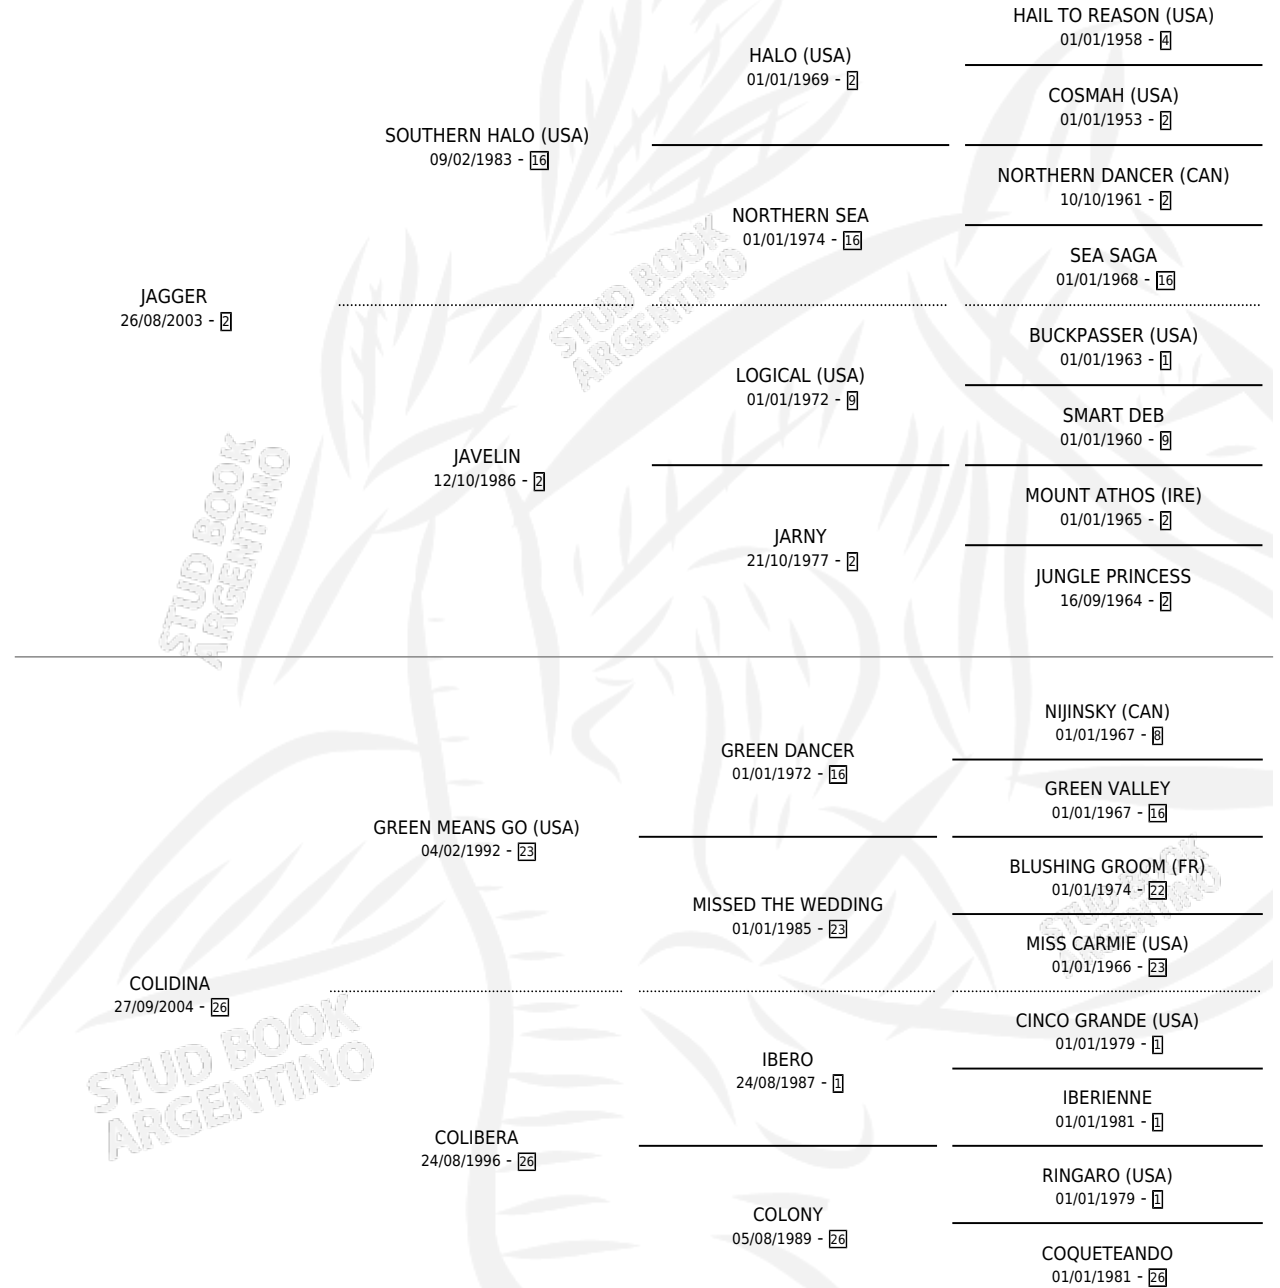 HAIL TO REASON (USA)
01/01/1958 - 4
HALO (USA)
01/01/1969 - 2
COSMAH (USA)
01/01/1953 - 2
SOUTHERN HALO (USA)
09/02/1983 - 16
NORTHERN DANCER (CAN)
10/10/1961 - 2
NORTHERN SEA
01/01/1974 - 16
SEA SAGA
01/01/1968 - 16
JAGGER
26/08/2003 - 2
BUCKPASSER (USA)
01/01/1963 - 1
LOGICAL (USA)
01/01/1972 - 9
SMART DEB
01/01/1960 - 9
JAVELIN
12/10/1986 - 2
MOUNT ATHOS (IRE)
01/01/1965 - 2
JARNY
21/10/1977 - 2
JUNGLE PRINCESS
16/09/1964 - 2
STUD BOOK
ARGENTINO
STUD BOOK
ARGENTINO
NIJINSKY (CAN)
01/01/1967 - 8
GREEN DANCER
01/01/1972 - 16
GREEN VALLEY
01/01/1967 - 16
GREEN MEANS GO (USA)
04/02/1992 - 23
BLUSHING GROOM (FR)
01/01/1974 - 22
MISSED THE WEDDING
01/01/1985 - 23
MISS CARMIE (USA)
01/01/1966 - 23
COLIDINA
27/09/2004 - 26
CINCO GRANDE (USA)
01/01/1979 - 1
IBERO
24/08/1987 - 1
IBERIENNE
01/01/1981 - 1
COLIBERA
24/08/1996 - 26
RINGARO (USA)
01/01/1979 - 1
COLONY
05/08/1989 - 26
COQUETEANDO
01/01/1981 - 26
STUD BOOK
ARGENTINO
STUD BOOK
ARGENTINO